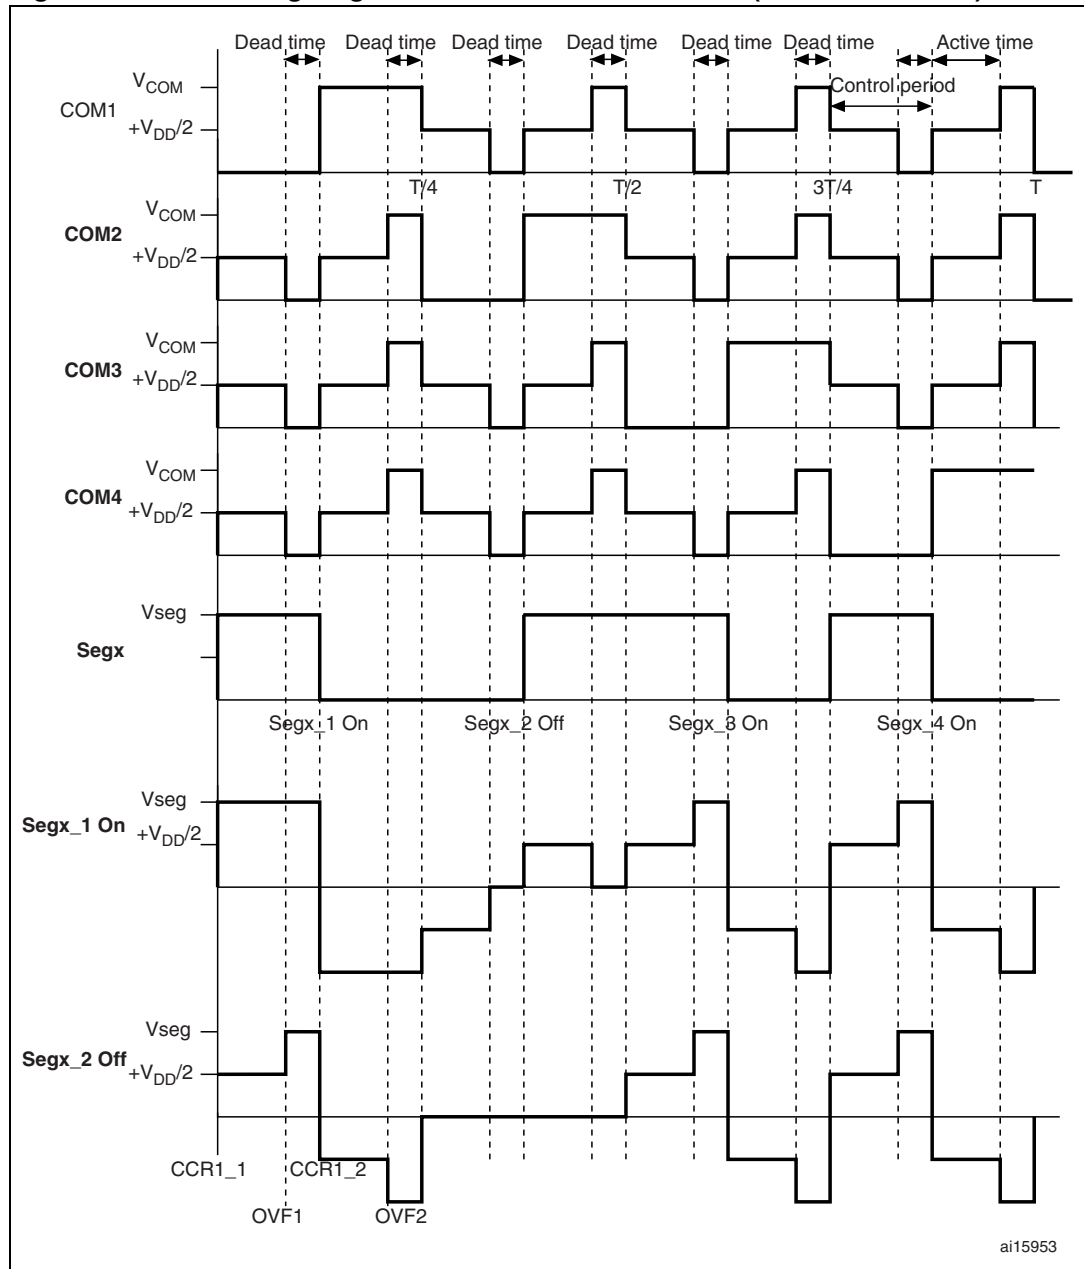 Dead time Dead time Dead time Dead time Dead time Dead time Active time
VCOM
Control period
COM1
+VDD/2
T/4 T/2 3T/4 T
VCOM
COM2
+VDD/2
VCOM
COM3
+VDD/2
VCOM
COM4
+VDD/2
Vseg
Segx
Segx_1 On Segx_2 Off Segx_3 On Segx_4 On
Vseg
Segx_1 On
+VDD/2
Vseg
Segx_2 Off
+VDD/2
CCR1_1 CCR1_2
OVF1 OVF2
ai15953